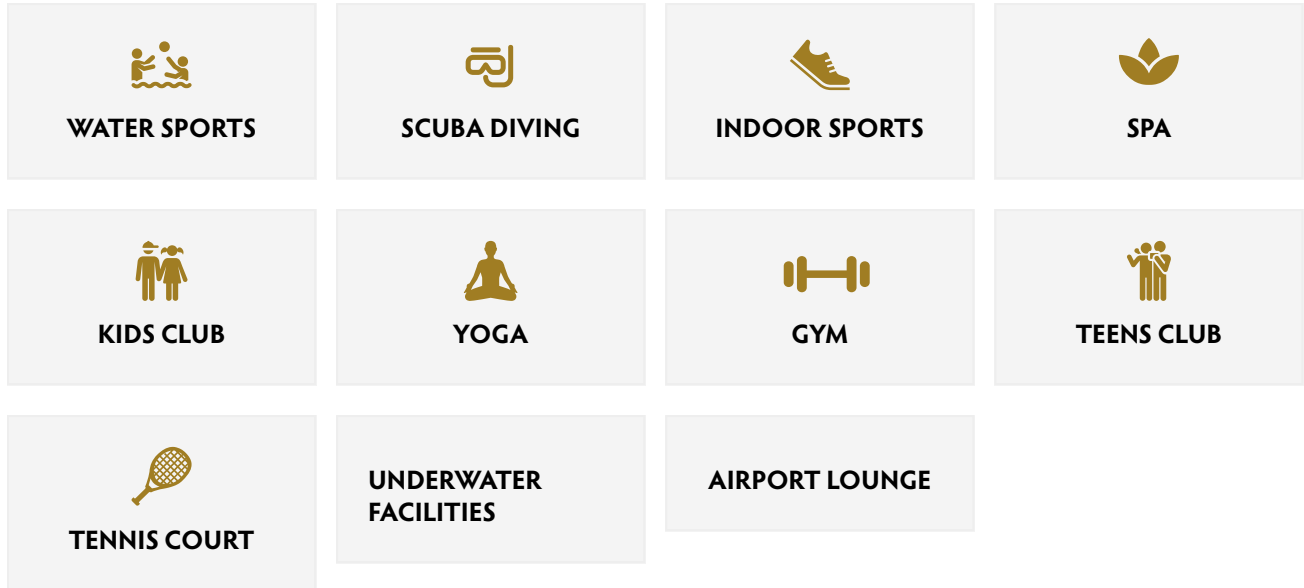 WATER SPORTS
SCUBA DIVING
INDOOR SPORTS
SPA
KIDS CLUB
YOGA
GYM
TEENS CLUB
TENNIS COURT
UNDERWATER
FACILITIES
AIRPORT LOUNGE